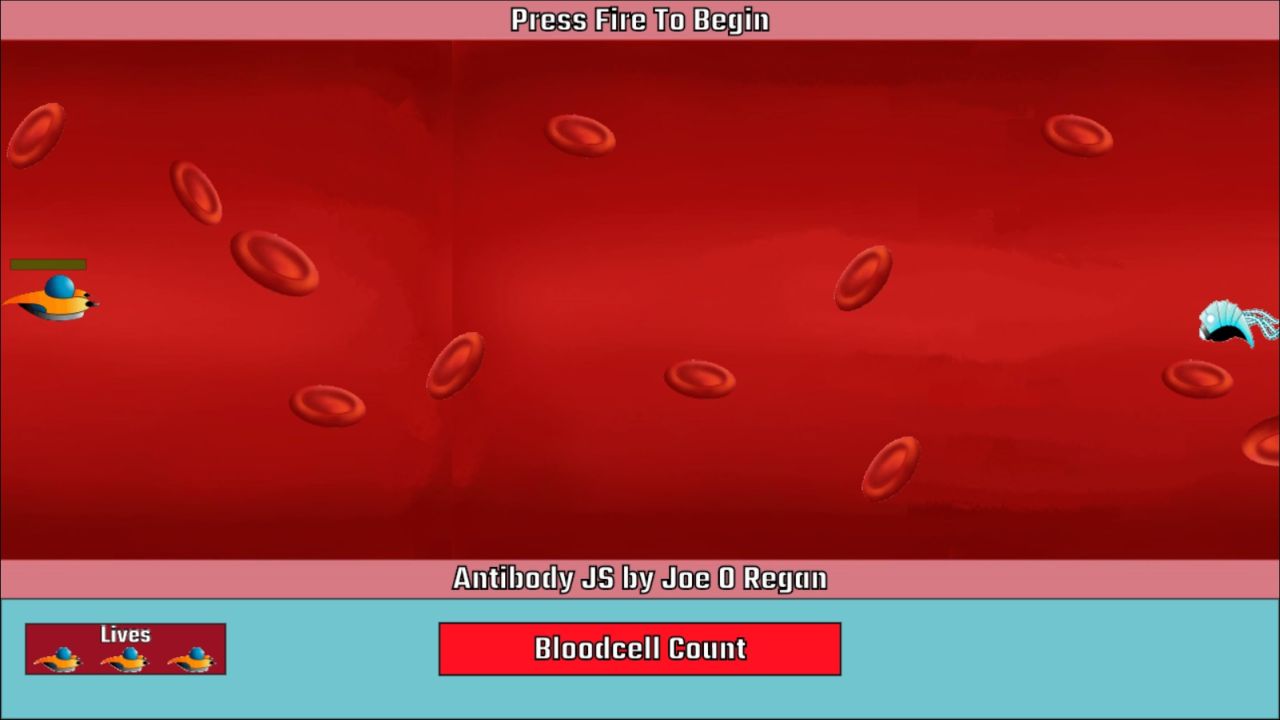 Press Fire To Begin
Antibody JS by Joe O Regan
Lives
Bloodcell Count